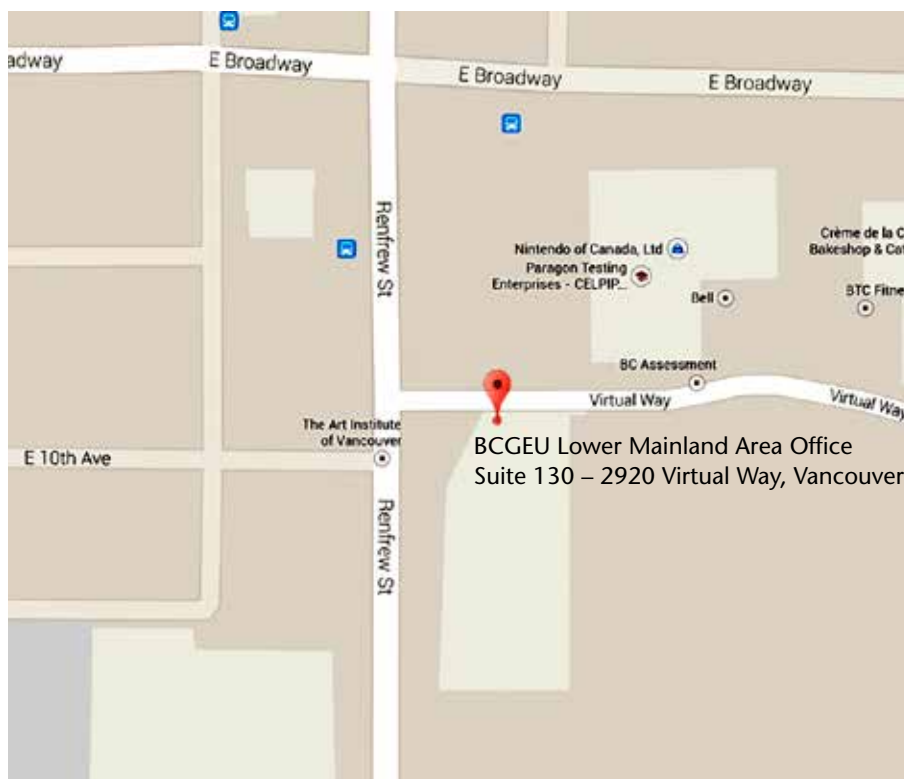 adway
E Broadway
E Broadway
E Broadway
Renfrew St
Nintendo of Canada, Ltd
Paragon Testing
Enterprises - CELPIP...
Bell
Crème de la C
Bakeshop & Caf
BTC Fitne
BC Assessment
Virtual Way
Virtual Way
The Art Institute
of Vancouver
E 10th Ave
BCGEU Lower Mainland Area Office
Suite 130 – 2920 Virtual Way, Vancouver
Renfrew St